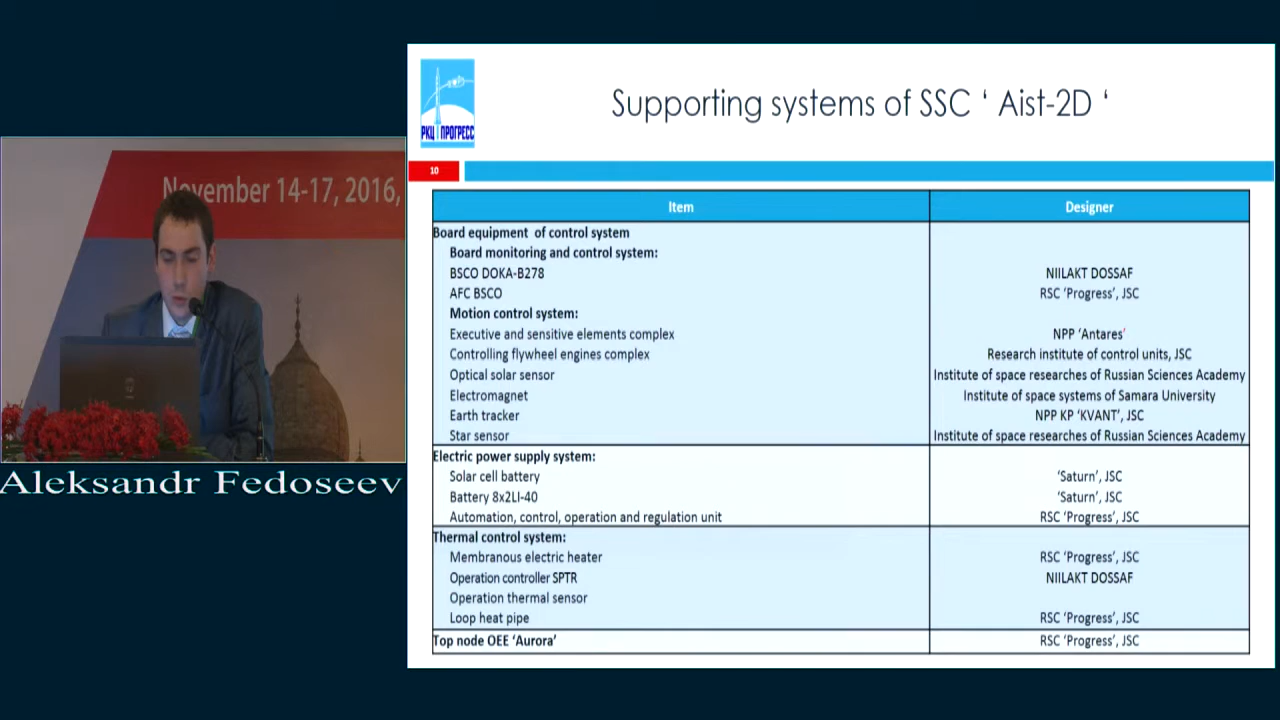 November 14-17, 2016,
Aleksandr Fedoseev
РКЦ ПРОГРЕСС
Supporting systems of SSC ‘ Aist-2D ‘
10
Item Designer
Board equipment of control system
Board monitoring and control system:
BSCO DOKA-B278 NIILAKT DOSSAF
AFC BSCO RSC ‘Progress’, JSC
Motion control system:
Executive and sensitive elements complex NPP ‘Antares’
Controlling flywheel engines complex Research institute of control units, JSC
Optical solar sensor Institute of space researches of Russian Sciences Academy
Electromagnet Institute of space systems of Samara University
Earth tracker NPP KP ‘KVANT’, JSC
Star sensor Institute of space researches of Russian Sciences Academy
Electric power supply system:
Solar cell battery ‘Saturn’, JSC
Battery 8x2LI-40 ‘Saturn’, JSC
Automation, control, operation and regulation unit RSC ‘Progress’, JSC
Thermal control system:
Membranous electric heater RSC ‘Progress’, JSC
Operation controller SPTR NIILAKT DOSSAF
Operation thermal sensor
Loop heat pipe RSC ‘Progress’, JSC
Top node OEE ‘Aurora’ RSC ‘Progress’, JSC